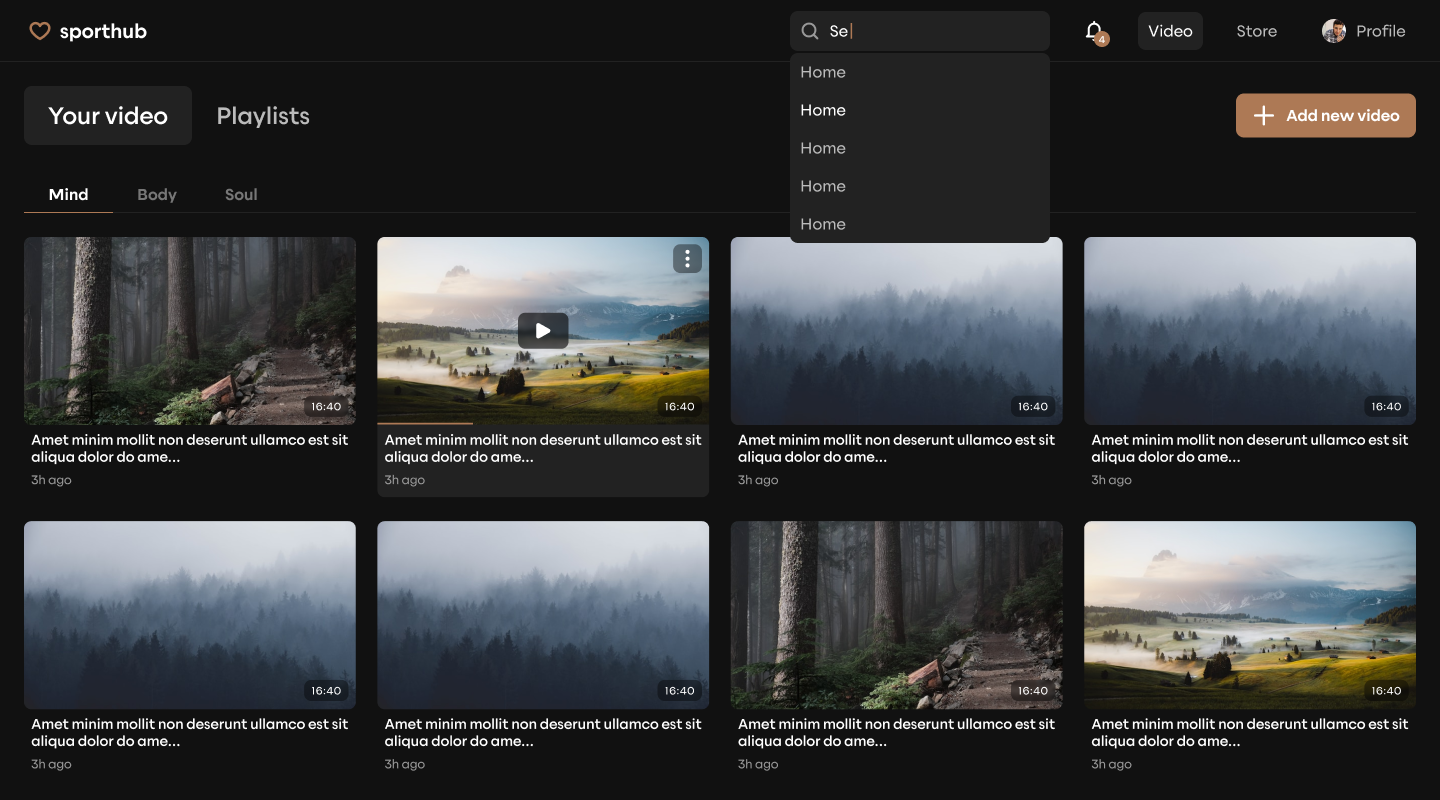 sporthub
Se
4
Video
Store
Profile
Home
Home
Home
Home
Home
Your video
Playlists
Add new video
Mind
Body
Soul
16:40
16:40
16:40
16:40
Amet minim mollit non deserunt ullamco est sit
aliqua dolor do ame...
3h ago
Amet minim mollit non deserunt ullamco est sit
aliqua dolor do ame...
3h ago
Amet minim mollit non deserunt ullamco est sit
aliqua dolor do ame...
3h ago
Amet minim mollit non deserunt ullamco est sit
aliqua dolor do ame...
3h ago
16:40
16:40
16:40
16:40
Amet minim mollit non deserunt ullamco est sit
aliqua dolor do ame...
3h ago
Amet minim mollit non deserunt ullamco est sit
aliqua dolor do ame...
3h ago
Amet minim mollit non deserunt ullamco est sit
aliqua dolor do ame...
3h ago
Amet minim mollit non deserunt ullamco est sit
aliqua dolor do ame...
3h ago